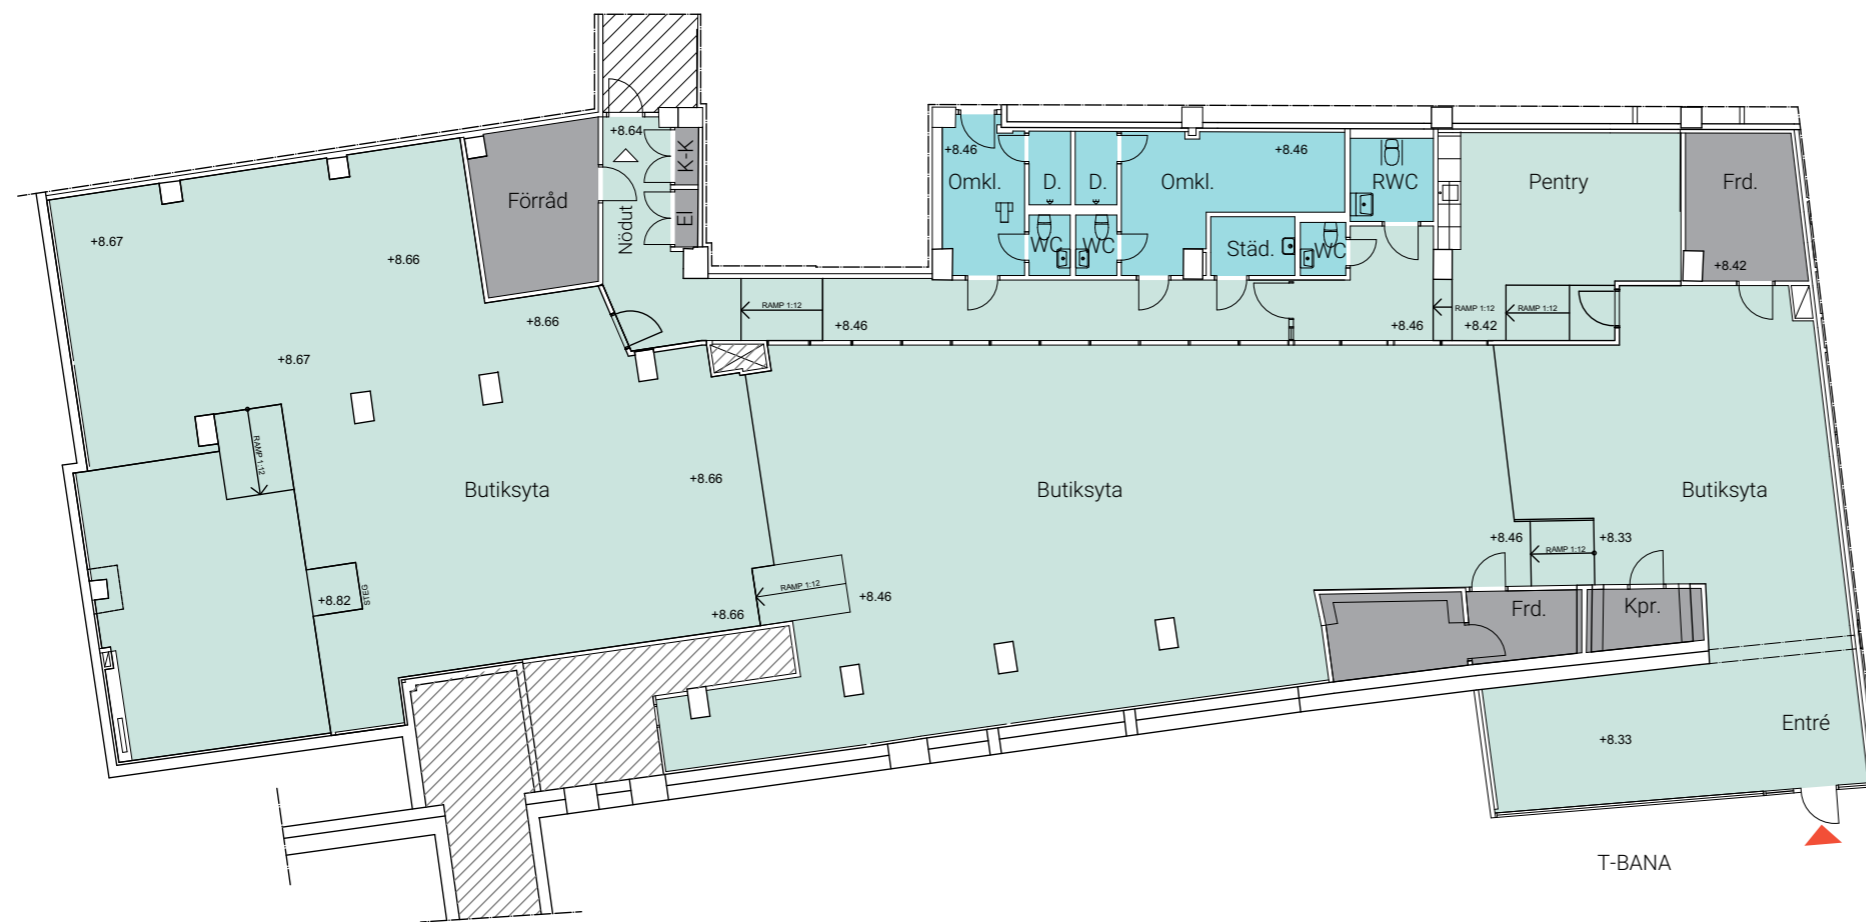 +8.64
K-K
+8.46
+8.46
Omkl.
D.
D.
Omkl.
RWC
Pentry
Frd.
Förråd
Nödut
El
+8.67
+8.66
WC
WC
Städ.
WC
+8.42
RAMP 1:12
RAMP 1:12
RAMP 1:12
+8.66
+8.46
+8.46
+8.42
+8.67
RAMP 1:12
+8.66
Butiksyta
Butiksyta
Butiksyta
+8.46
+8.33
RAMP 1:12
RAMP 1:12
+8.82
STEG
+8.66
+8.46
Frd.
Kpr.
Entré
+8.33
T-BANA